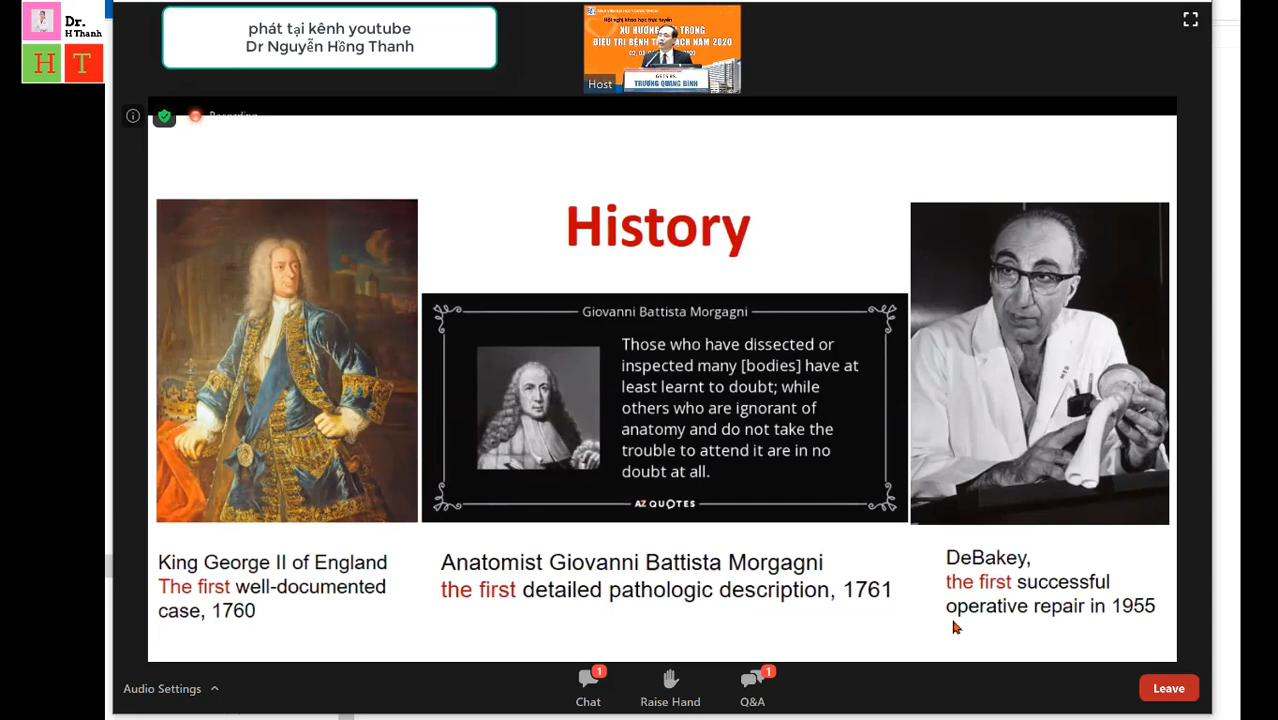 Dr.
H Thanh
H T
phát tại kênh youtube
Dr Nguyễn Hồng Thanh
Hội nghị khoa học trực tuyến
XU HƯỚNG TRONG
ĐIỀU TRỊ BỆNH MẠCH NĂM 2020
TRƯƠNG QUANG BÌNH
Host
Recording
History
Giovanni Battista Morgagni
Those who have dissected or
inspected many [bodies] have at
least learnt to doubt; while
others who are ignorant of
anatomy and do not take the
trouble to attend it are in no
doubt at all.
AZ QUOTES
King George II of England
The first well-documented
case, 1760
Anatomist Giovanni Battista Morgagni
the first detailed pathologic description, 1761
DeBakey,
the first successful
operative repair in 1955
Audio Settings
1
Chat
Raise Hand
1
Q&A
Leave